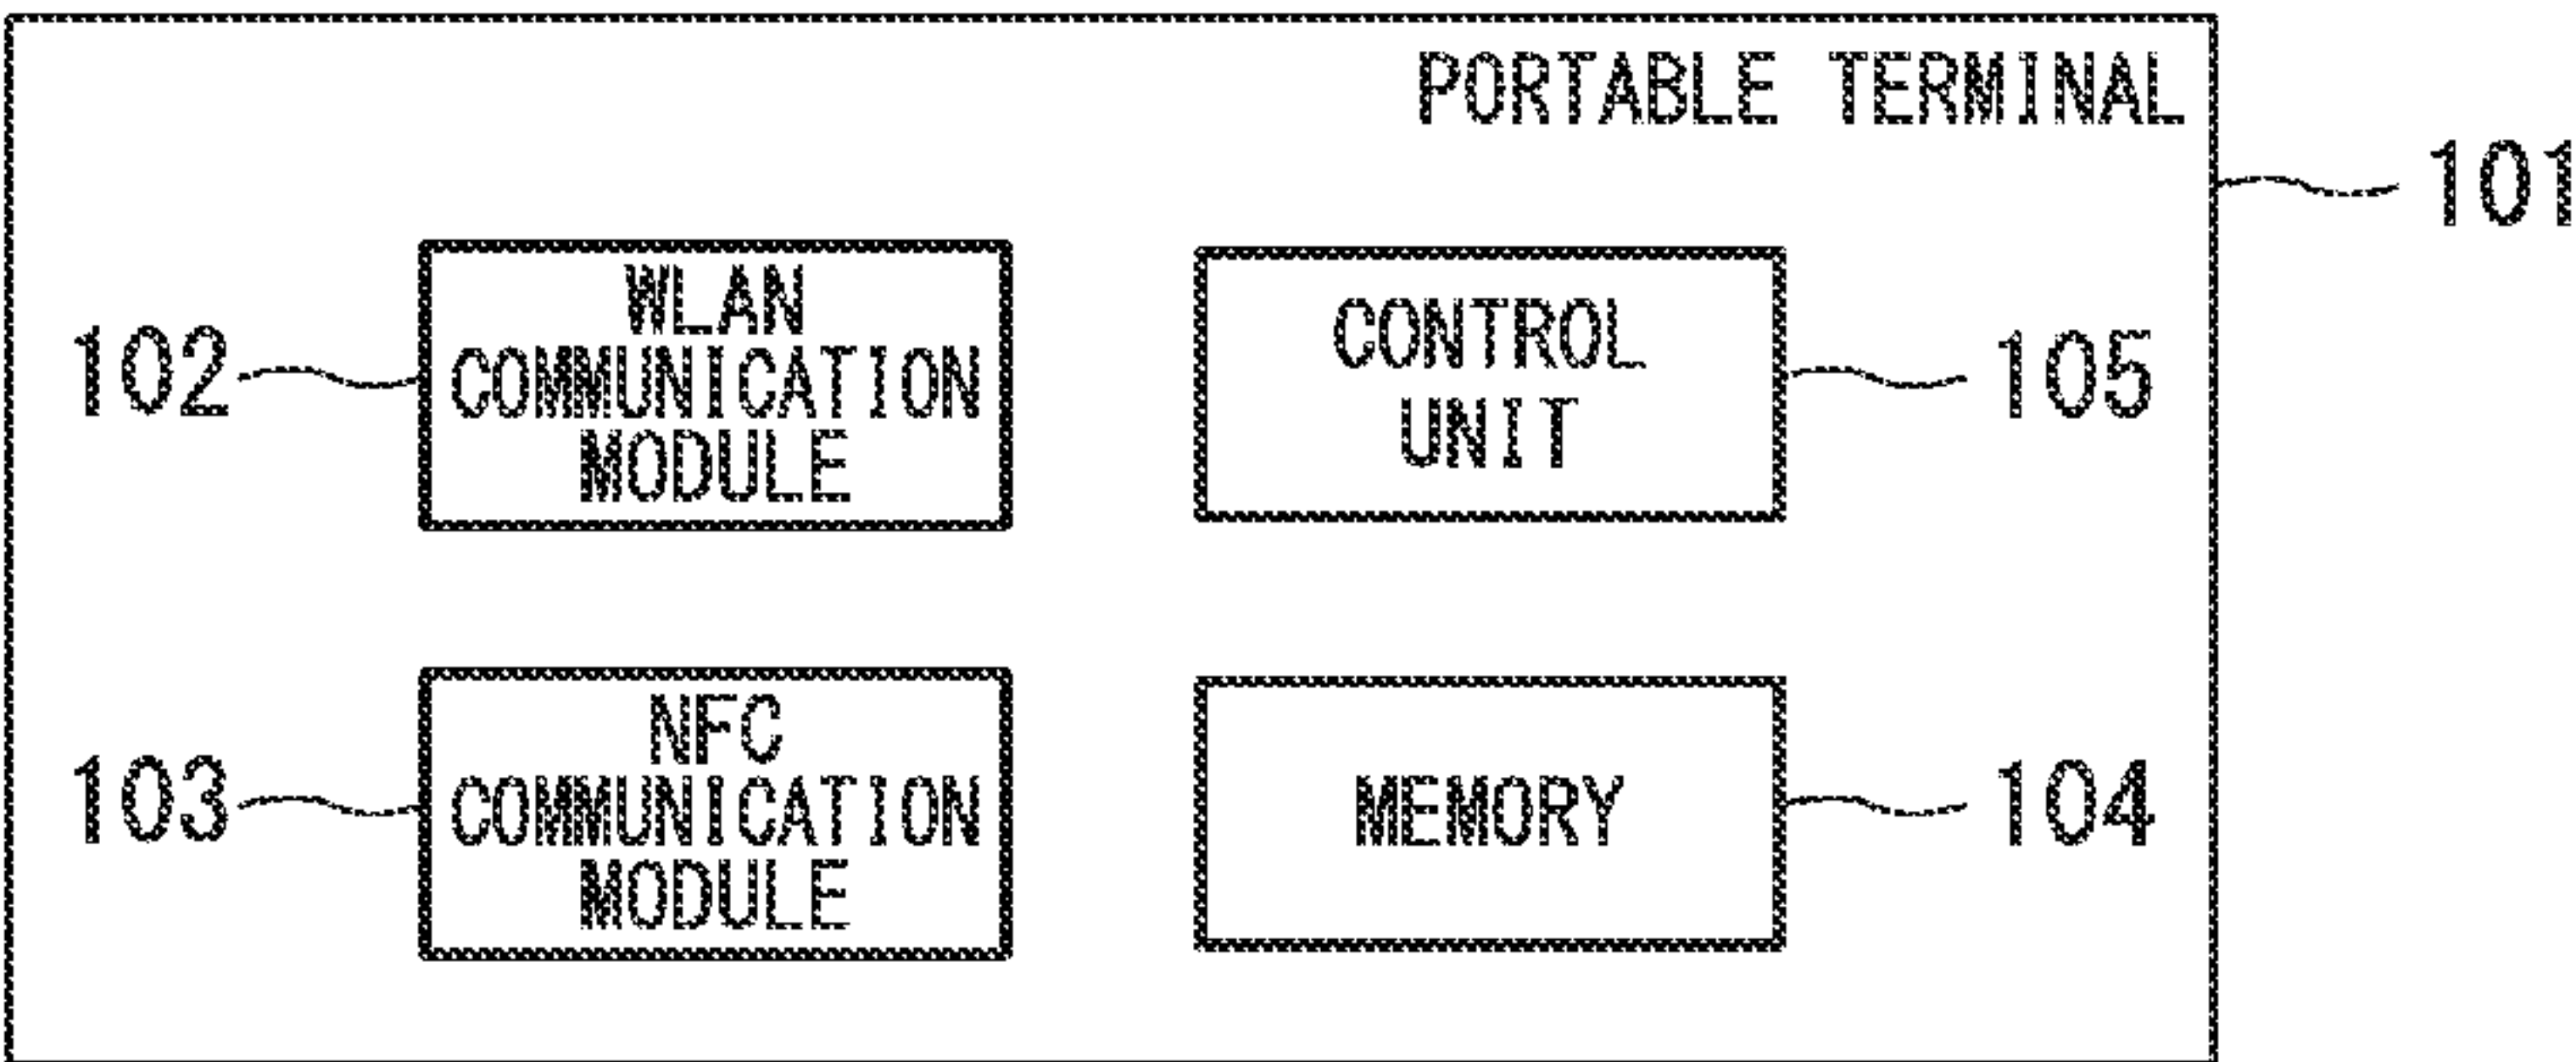 PORTABLE TERMINAL
101
102
WLAN
COMMUNICATION
MODULE
CONTROL
UNIT
105
103
NFC
COMMUNICATION
MODULE
MEMORY
104